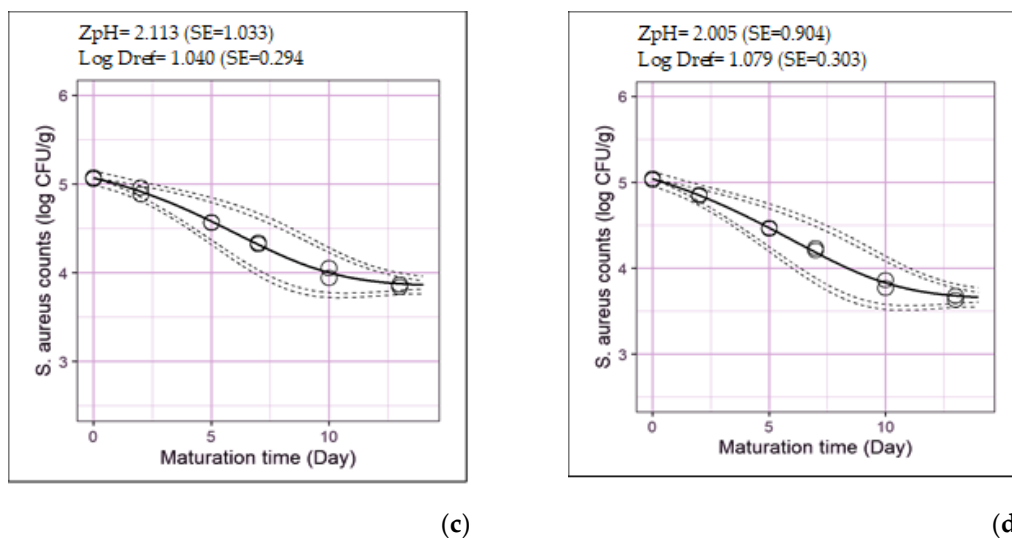 ZpH= 2.113 (SE=1.033)
Log Dref= 1.040 (SE=0.294
6
5
4
3
S. aureus counts (log CFU/g)
0
5
10
Maturation time (Day)
(c)
ZpH= 2.005 (SE=0.904)
Log Dref= 1.079 (SE=0.303)
6
5
4
3
S. aureus counts (log CFU/g)
0
5
10
Maturation time (Day)
(d